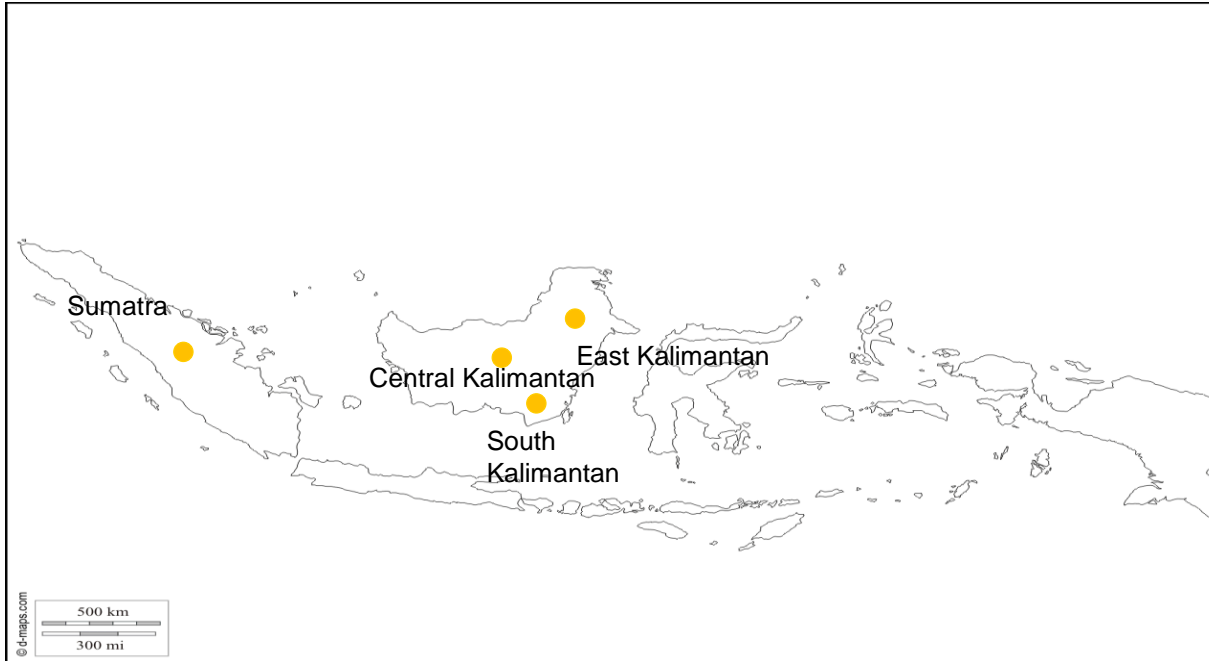 Sumatra
East Kalimantan
Central Kalimantan
South
Kalimantan
500 km
300 mi
© d-maps.com